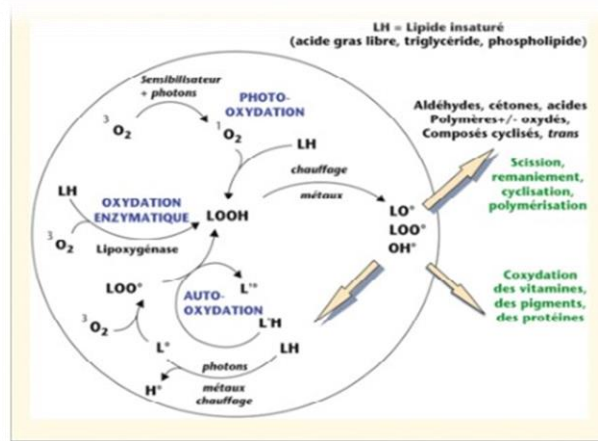 LH = Lipide insaturé
(acide gras libre, triglycéride, phospholipide)
Sensibilisateur
+ photons
³O₂
PHOTO-
OXYDATION
¹O₂
LH
Aldéhydes, cétones, acides
Polymères+/- oxydés,
Composés cyclisés, trans
chauffage
métaux
Scission,
remaniement,
cyclisation,
polymérisation
LH
OXYDATION
ENZYMATIQUE
LOOH
³O₂
Lipoxygénase
LO°
LOO°
OH°
LOO°
L'°
AUTO-
OXYDATION
L'H
³O₂
L°
LH
photons
métaux
chauffage
H°
Coxydation
des vitamines,
des pigments,
des protéines